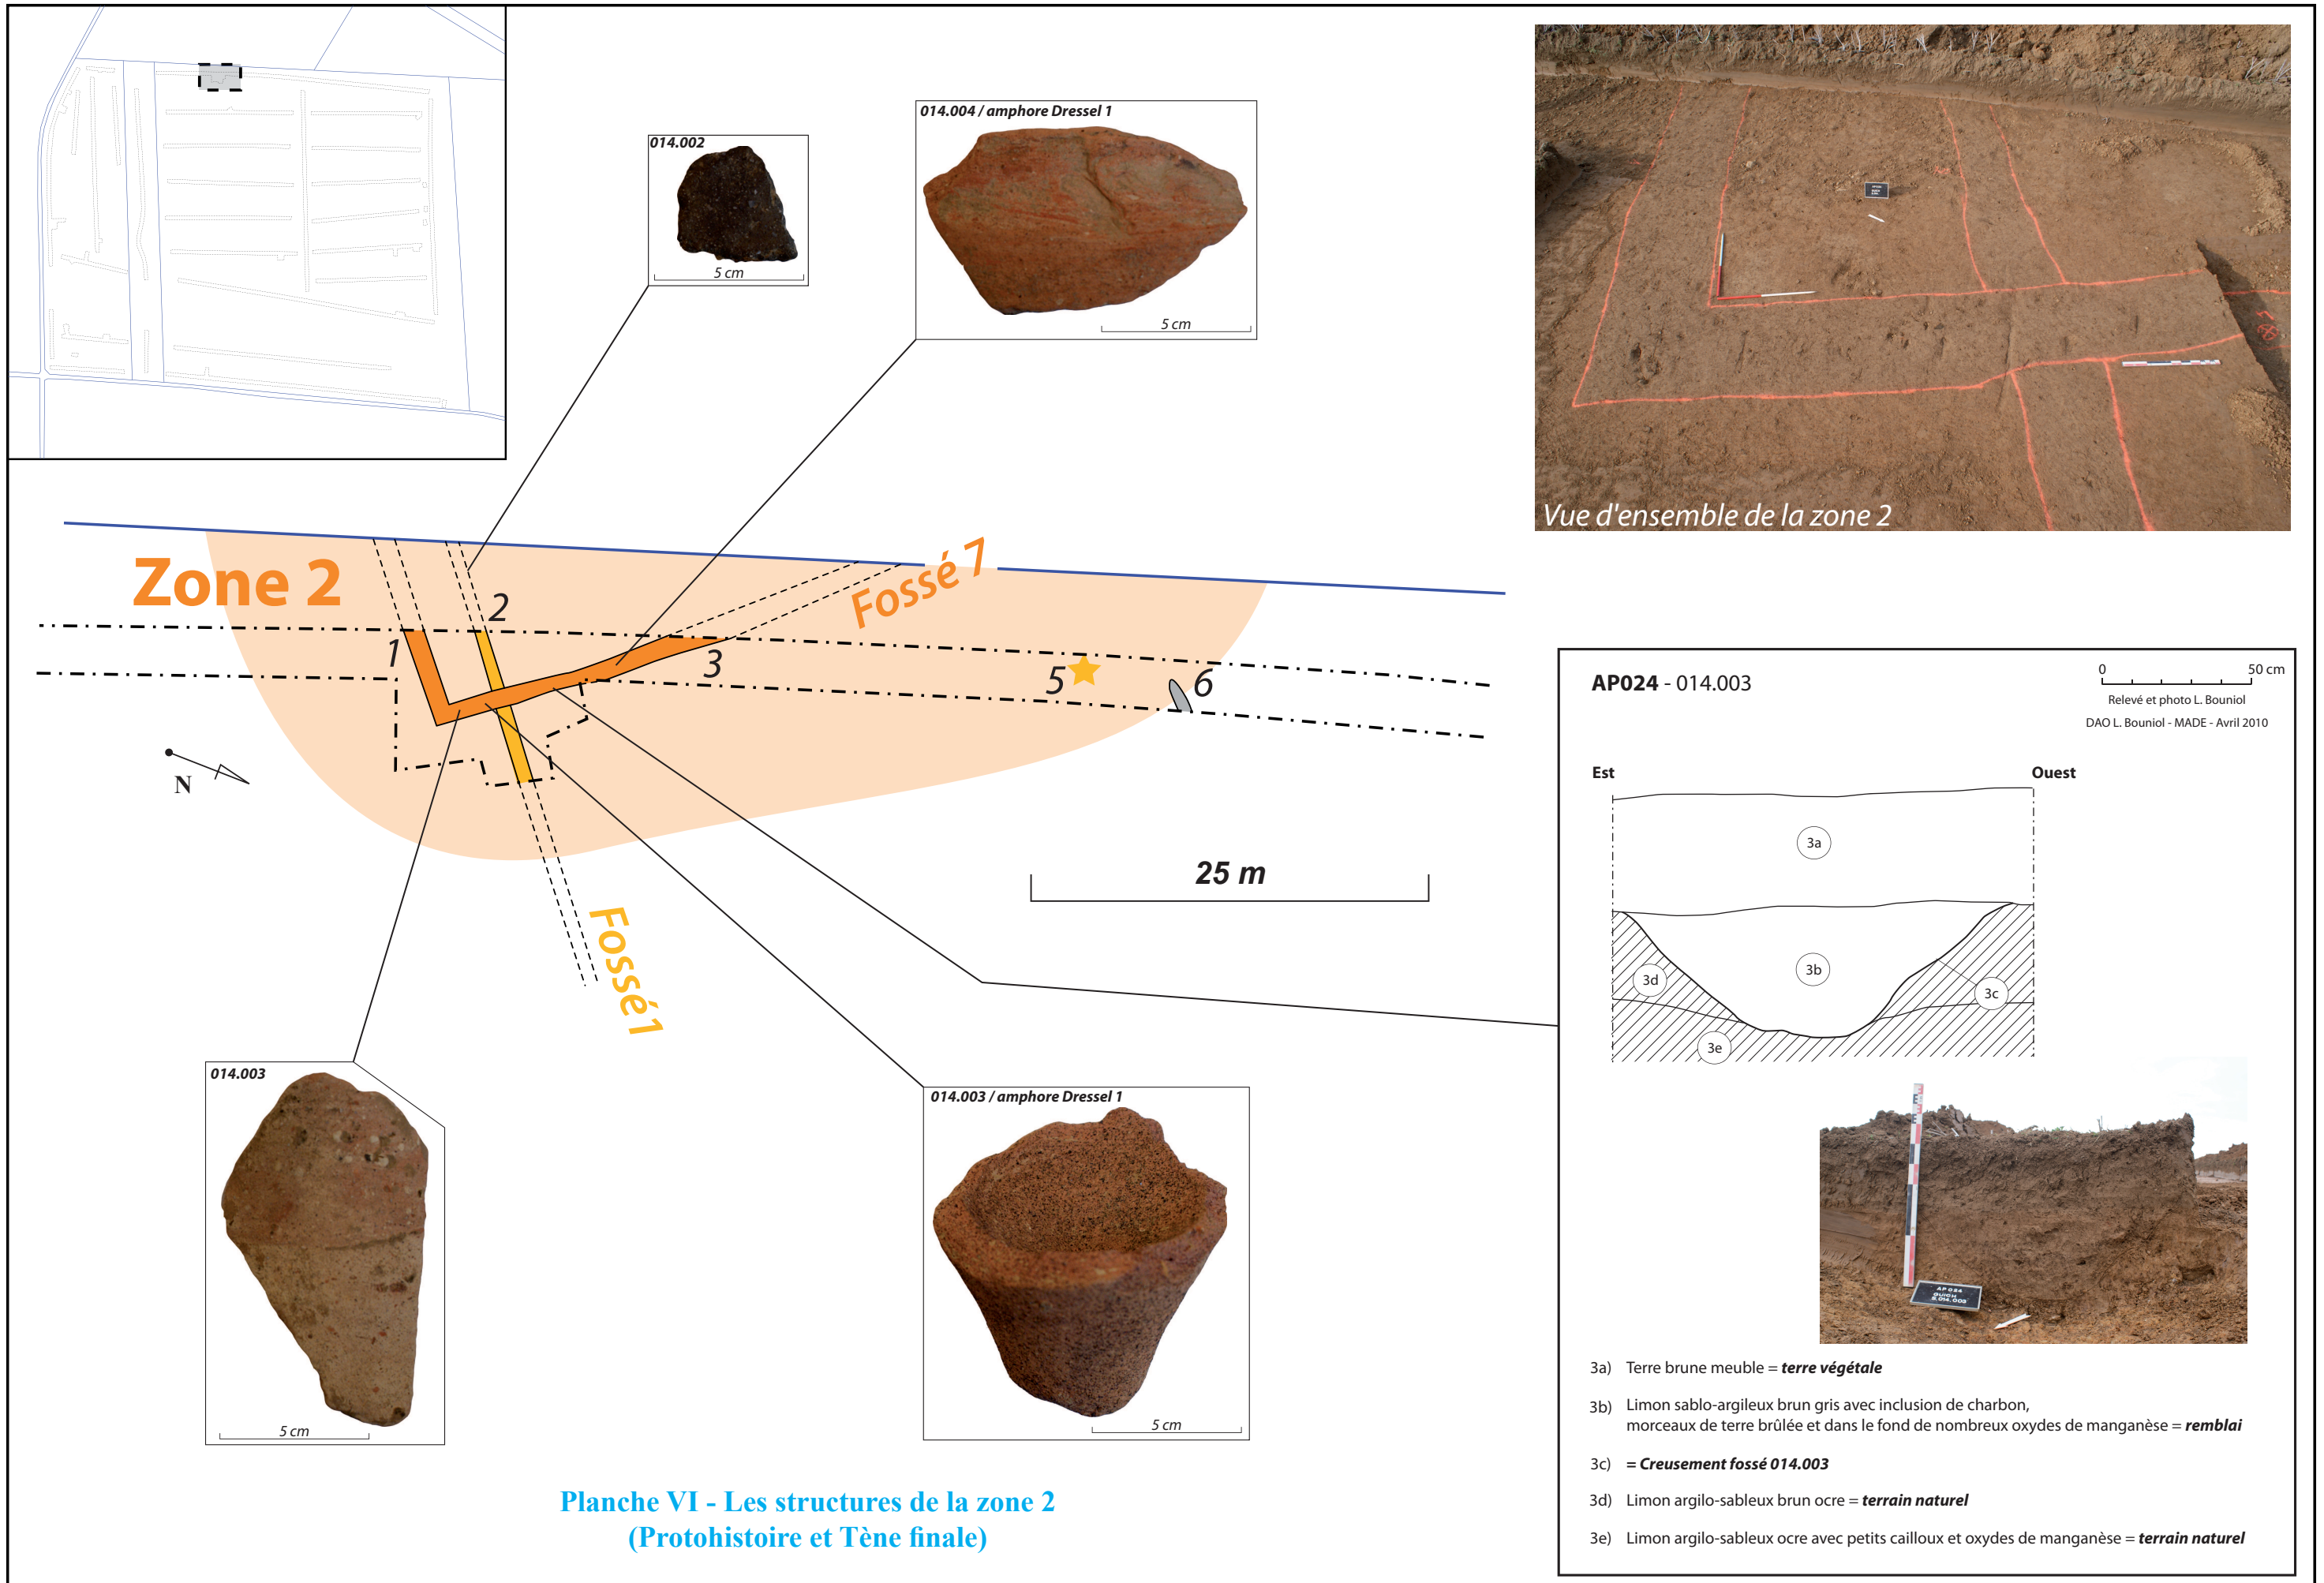 014.002
5 cm
014.004 / amphore Dressel 1
5 cm
Vue d'ensemble de la zone 2
Zone 2
Fossé 7
1
2
3
5
6
N
Fossé1
25 m
014.003
5 cm
014.003 / amphore Dressel 1
5 cm
Planche VI - Les structures de la zone 2
(Protohistoire et Tène finale)
AP024 - 014.003
0 50 cm
Relevé et photo L. Bouniol
DAO L. Bouniol - MADE - Avril 2010
Est Ouest
3a
3b
3d
3c
3e
AP024
GUICH
S.014.003
3a) Terre brune meuble = terre végétale
3b) Limon sablo-argileux brun gris avec inclusion de charbon,
morceaux de terre brûlée et dans le fond de nombreux oxydes de manganèse = remblai
3c) = Creusement fossé 014.003
3d) Limon argilo-sableux brun ocre = terrain naturel
3e) Limon argilo-sableux ocre avec petits cailloux et oxydes de manganèse = terrain naturel